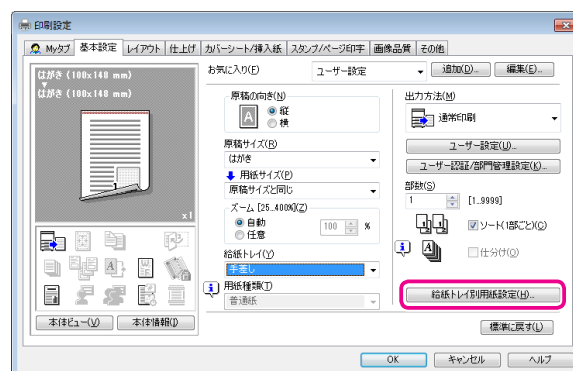 印刷設定
Myタブ 基本設定 レイアウト 仕上げ カバーシート/挿入紙 スタンプ/ページ印字 画像品質 その他
はがき (100x148 mm)
はがき (100x148 mm)
x1
本体ビュー(V) 本体情報(I)
お気に入り(F) ユーザー設定 追加(D)... 編集(E)...
原稿の向き(N)
A
縦
横
原稿サイズ(R)
はがき
用紙サイズ(P)
原稿サイズと同じ
ズーム [25..400%](Z)
自動
任意
100 %
給紙トレイ(Y)
手差し
用紙種類(T)
普通紙
出力方法(M)
通常印刷
ユーザー設定(U)...
ユーザー認証/部門管理設定(K)...
部数(S)
1 [1..9999]
ソート(1部ごと)(C)
仕分け(O)
給紙トレイ別用紙設定(H)...
標準に戻す(L)
OK キャンセル ヘルプ